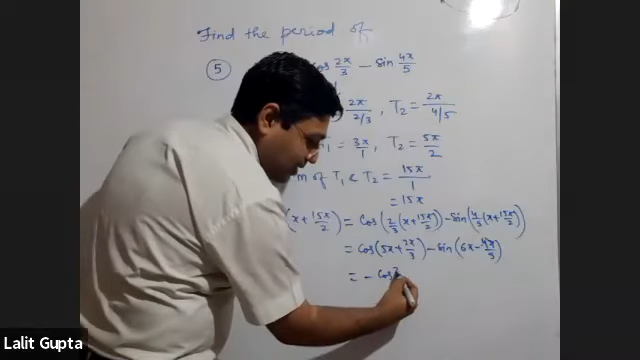 Find the period of
5 cos 2x/3 - sin 4x/5
2π/(2/3), T₂ = 2π/(4/5)
= 3π/1, T₂ = 5π/2
m of T₁ & T₂ = 15π/1
= 15π
(x + 15π/2) = cos(2/3(x+15π/2)) - sin(4/5(x+15π/2))
= cos(5π + 2x/3) - sin(6π - 4x/5)
= - cos
Lalit Gupta